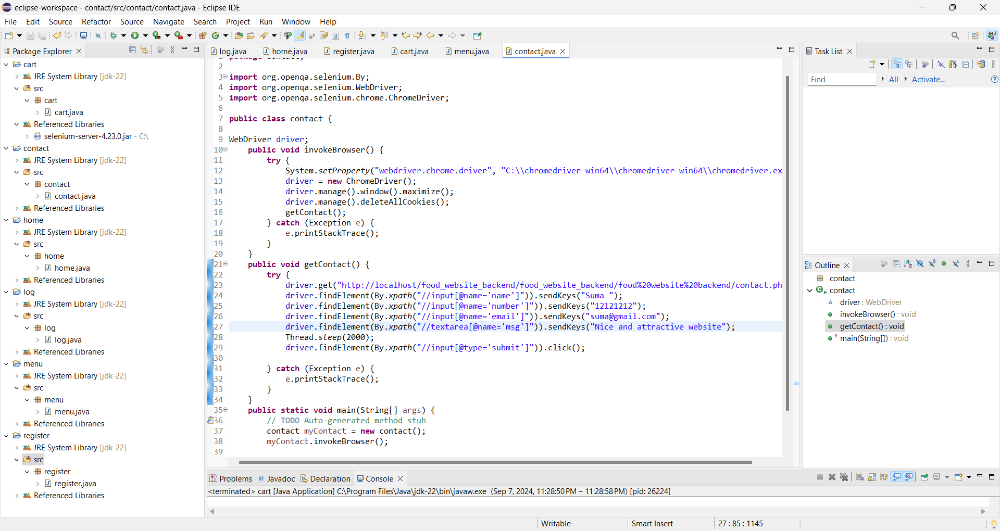 eclipse-workspace - contact/src/contact/contact.java - Eclipse IDE
File Edit Source Refactor Source Navigate Search Project Run Window Help
Package Explorer
cart
JRE System Library [jdk-22]
src
cart
cart.java
Referenced Libraries
selenium-server-4.23.0.jar - C:\
contact
JRE System Library [jdk-22]
src
contact
contact.java
Referenced Libraries
home
JRE System Library [jdk-22]
src
home
home.java
Referenced Libraries
log
JRE System Library [jdk-22]
src
log
log.java
Referenced Libraries
menu
JRE System Library [jdk-22]
src
menu
menu.java
Referenced Libraries
register
JRE System Library [jdk-22]
src
register
register.java
Referenced Libraries
log.java home.java register.java cart.java menu.java contact.java
2
3 import org.openqa.selenium.By;
4 import org.openqa.selenium.WebDriver;
5 import org.openqa.selenium.chrome.ChromeDriver;
6
7 public class contact {
8
9 WebDriver driver;
10 public void invokeBrowser() {
11 try {
12 System.setProperty("webdriver.chrome.driver", "C:\\chromedriver-win64\\chromedriver-win64\\chromedriver.ex
13 driver = new ChromeDriver();
14 driver.manage().window().maximize();
15 driver.manage().deleteAllCookies();
16 getContact();
17 } catch (Exception e) {
18 e.printStackTrace();
19 }
20 }
21 public void getContact() {
22 try {
23 driver.get("http://localhost/food_website_backend/food_website_backend/food%20website%20backend/contact.ph
24 driver.findElement(By.xpath("//input[@name='name']")).sendKeys("Suma ");
25 driver.findElement(By.xpath("//input[@name='number']")).sendKeys("12121212");
26 driver.findElement(By.xpath("//input[@name='email']")).sendKeys("suma@gmail.com");
27 driver.findElement(By.xpath("//textarea[@name='msg']")).sendKeys("Nice and attractive website");
28 Thread.sleep(2000);
29 driver.findElement(By.xpath("//input[@type='submit']")).click();
30
31 } catch (Exception e) {
32 e.printStackTrace();
33 }
34 }
35 public static void main(String[] args) {
36 // TODO Auto-generated method stub
37 contact myContact = new contact();
38 myContact.invokeBrowser();
39
Problems Javadoc Declaration Console
<terminated> cart [Java Application] C:\Program Files\Java\jdk-22\bin\javaw.exe (Sep 7, 2024, 11:28:50 PM – 11:28:58 PM) [pid: 26224]
Task List
Find All Activate...
Outline
contact
contact
driver : WebDriver
invokeBrowser() : void
getContact() : void
main(String[]) : void
Writable Smart Insert 27 : 85 : 1145